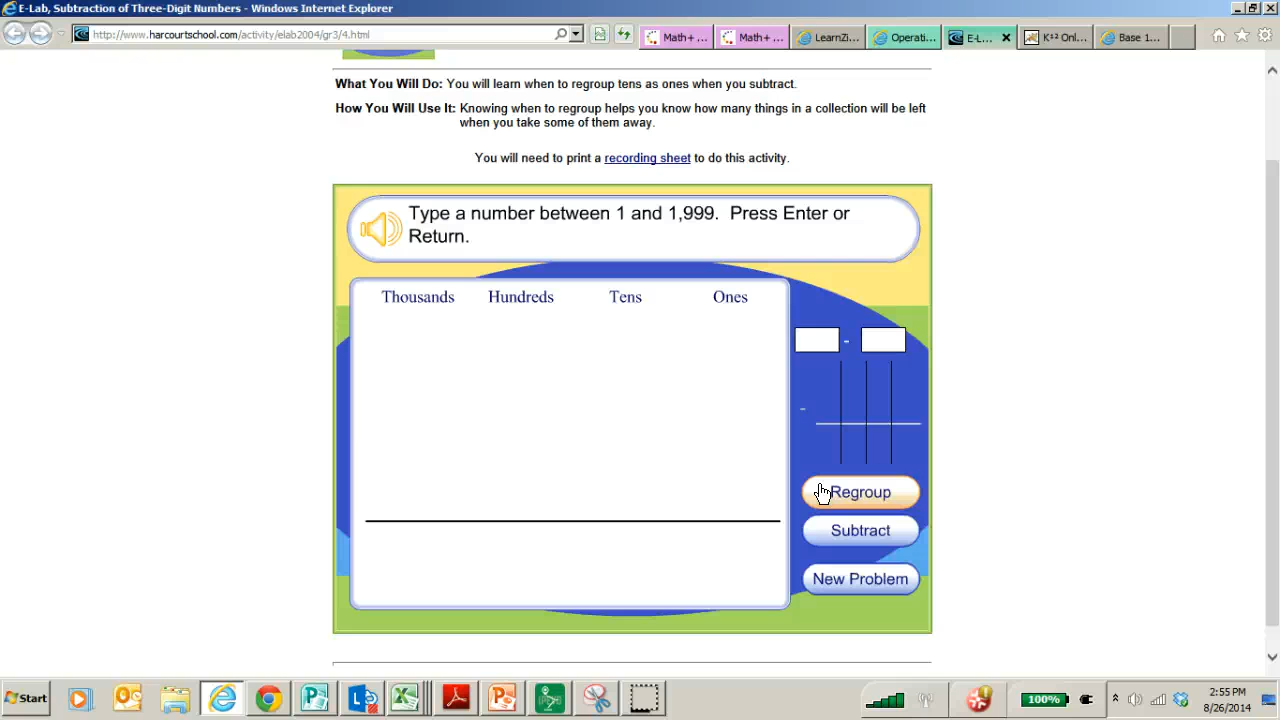 E-Lab, Subtraction of Three-Digit Numbers - Windows Internet Explorer
http://www.harcourtschool.com/activity/elab2004/gr3/4.html
Math+ ...
Math+ ...
LearnZi...
Operati...
E-L...
K¹² Onl...
Base 1...
What You Will Do: You will learn when to regroup tens as ones when you subtract.
How You Will Use It: Knowing when to regroup helps you know how many things in a collection will be left
when you take some of them away.
You will need to print a recording sheet to do this activity.
Type a number between 1 and 1,999. Press Enter or
Return.
Thousands Hundreds Tens Ones
-
-
Regroup
Subtract
New Problem
Start
100%
2:55 PM
8/26/2014